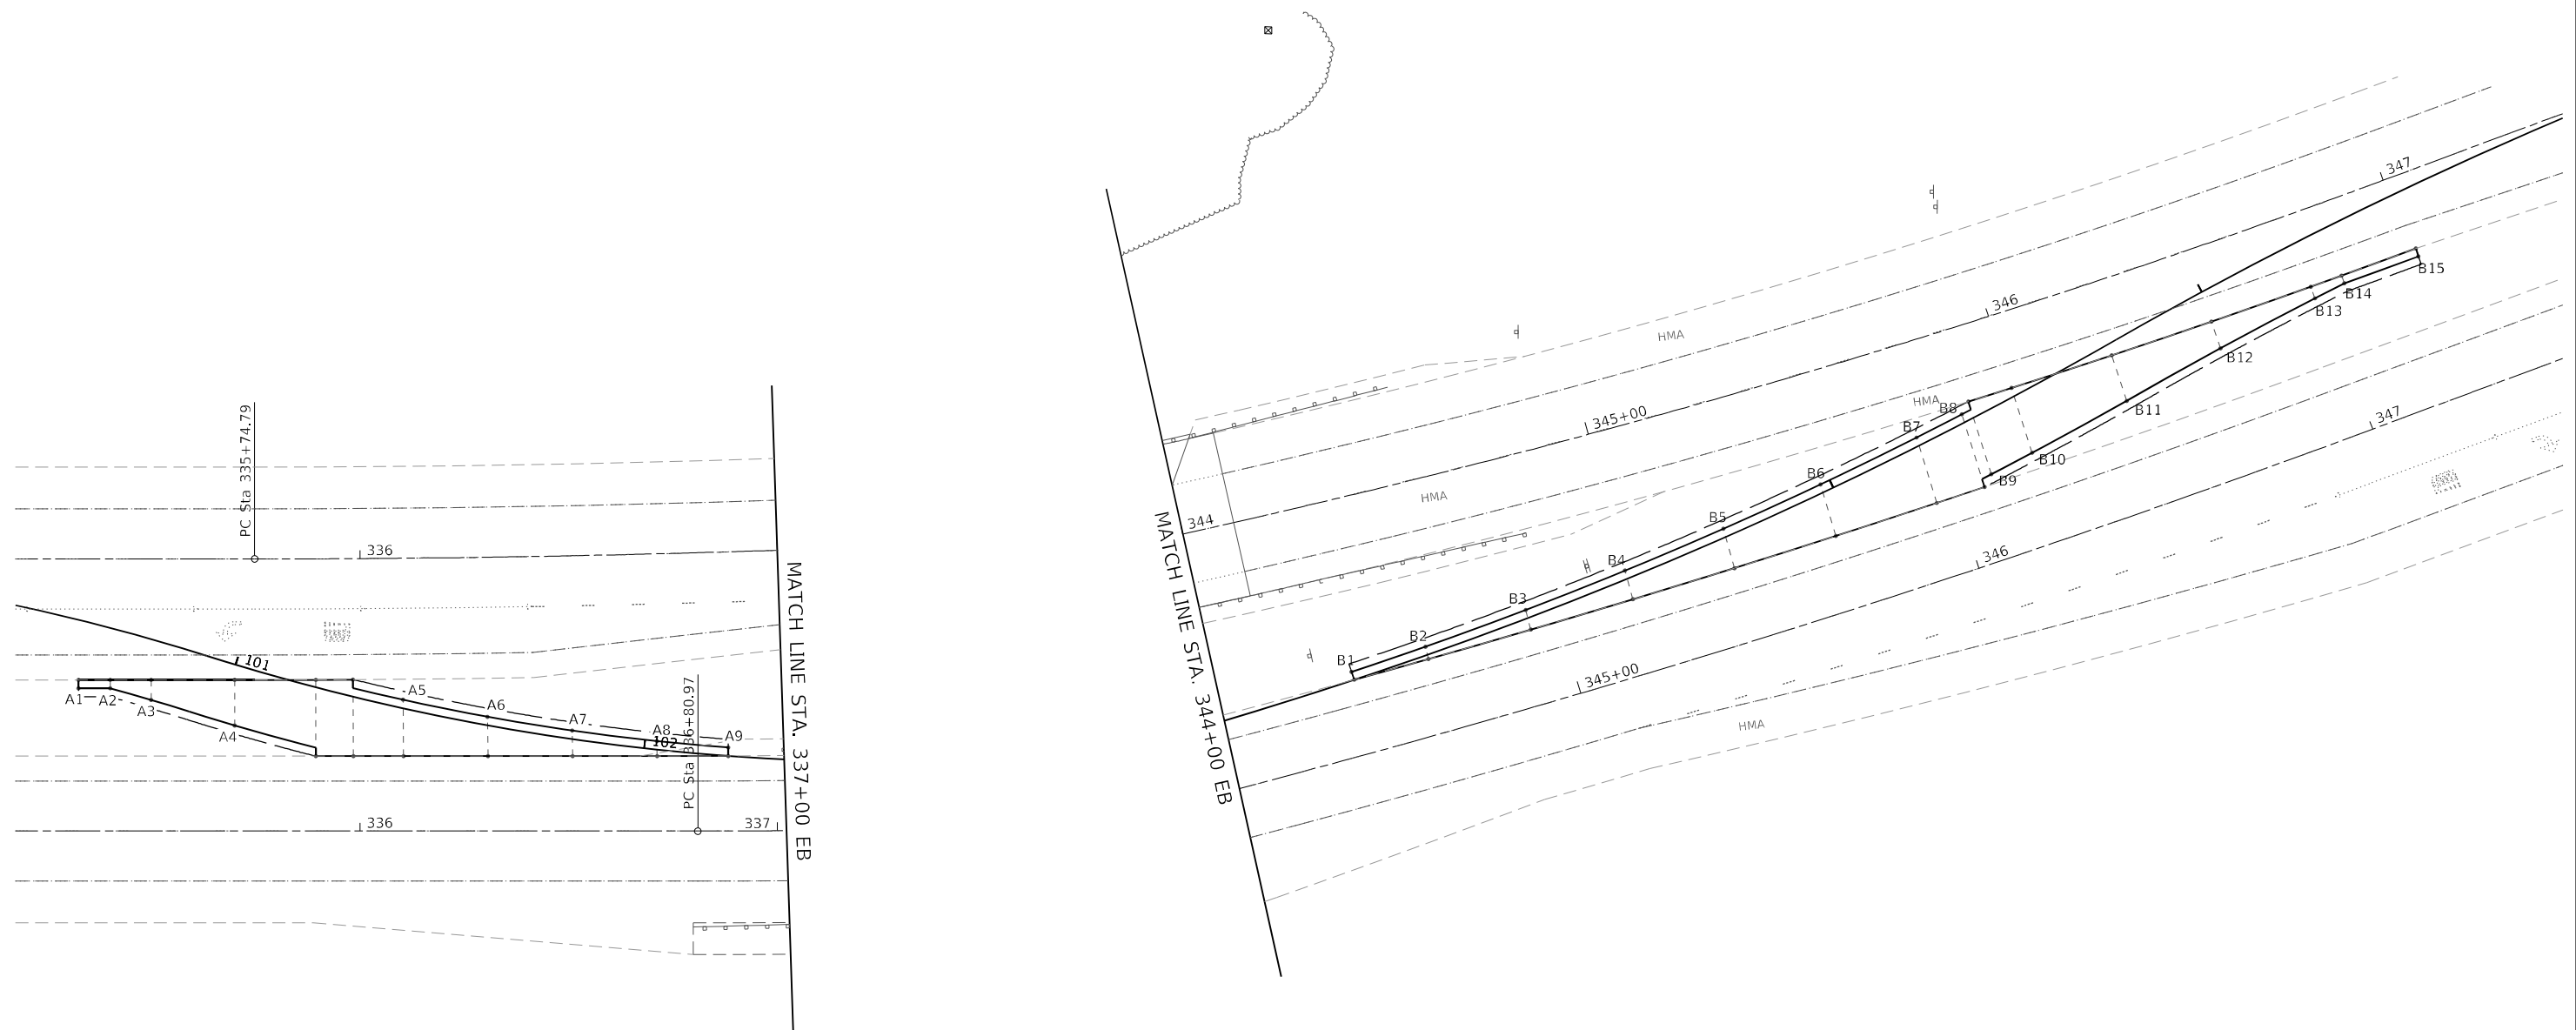 PC Sta 335+74.79
336
101
A1
A2
A3
A4
A5
A6
A7
A8
A9
102
PC Sta 336+80.97
336
337
MATCH LINE STA. 337+00 EB
MATCH LINE STA. 344+00 EB
344
345+00
346
347
HMA
HMA
HMA
B1
B2
B3
B4
B5
B6
B7
B8
B9
B10
B11
B12
B13
B14
B15
345+00
346
347
HMA